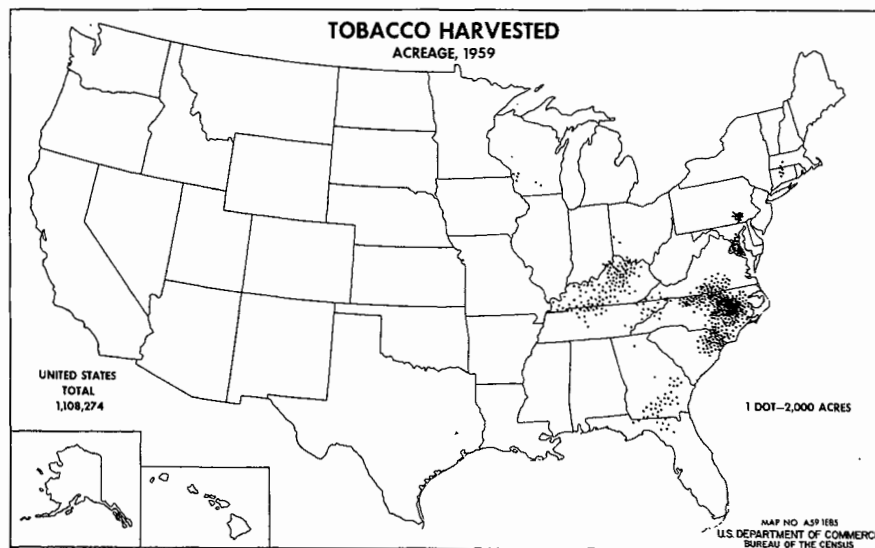 TOBACCO HARVESTED
ACREAGE, 1959
UNITED STATES
TOTAL
1,108,274
1 DOT—2,000 ACRES
MAP NO A59 1EB5
U.S. DEPARTMENT OF COMMERCE
BUREAU OF THE CENSUS